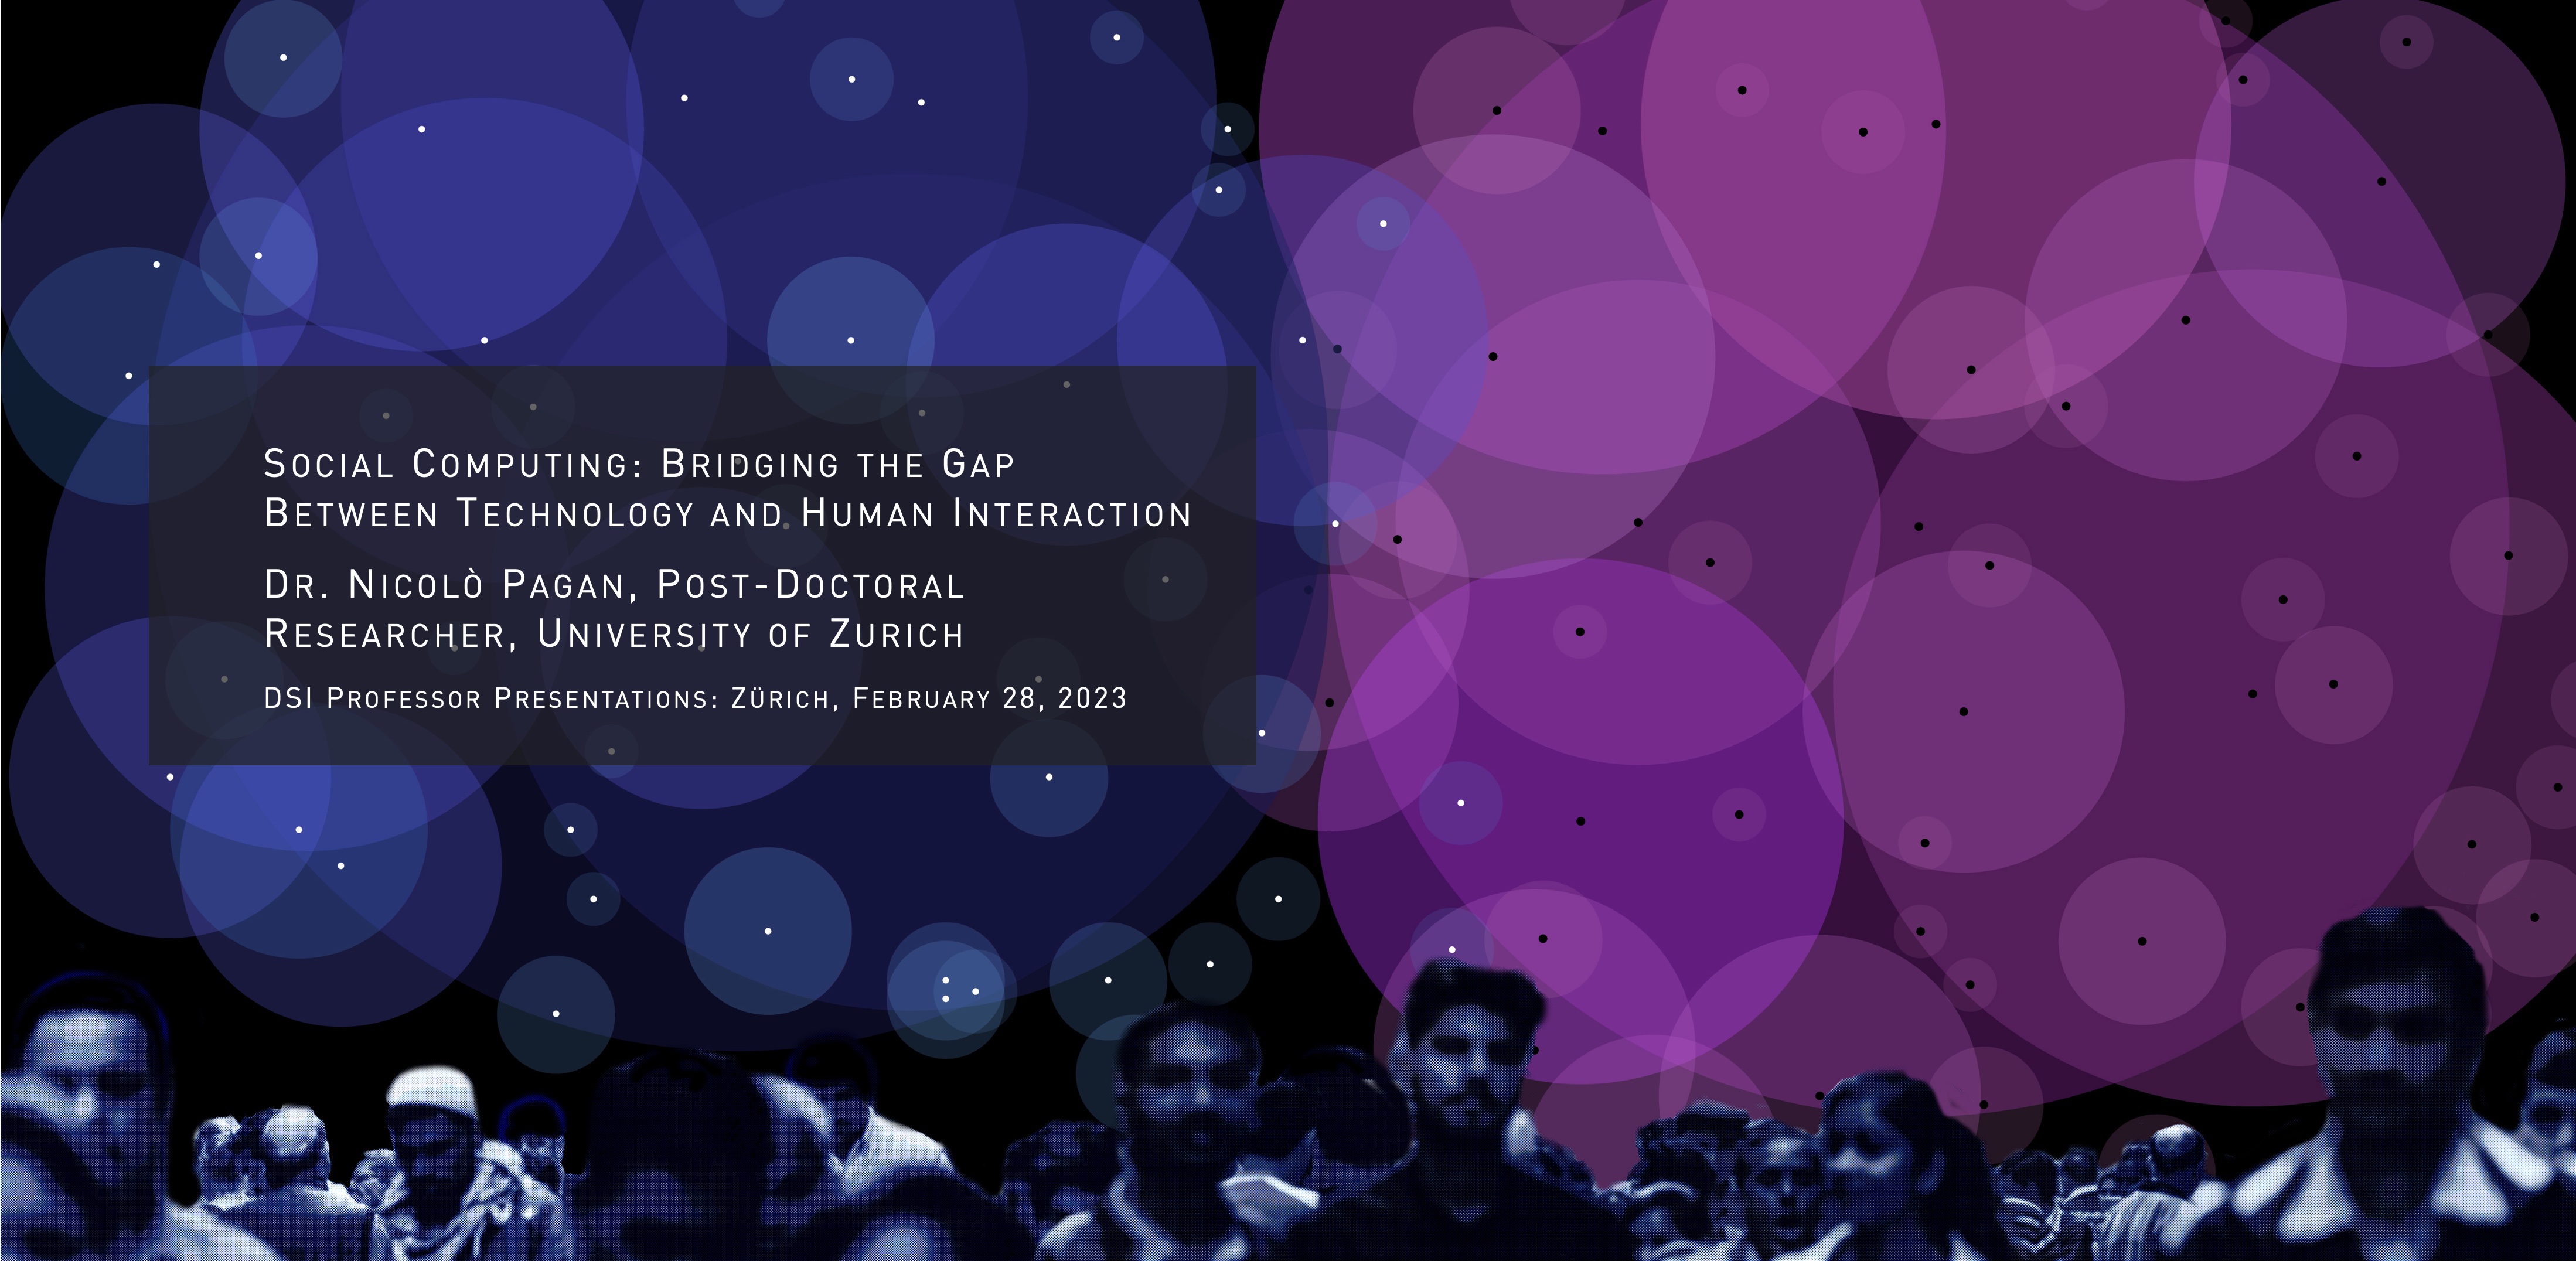 Social Computing: Bridging the Gap
Between Technology and Human Interaction
Dr. Nicolò Pagan, Post-Doctoral
Researcher, University of Zurich
DSI Professor Presentations: Zürich, February 28, 2023